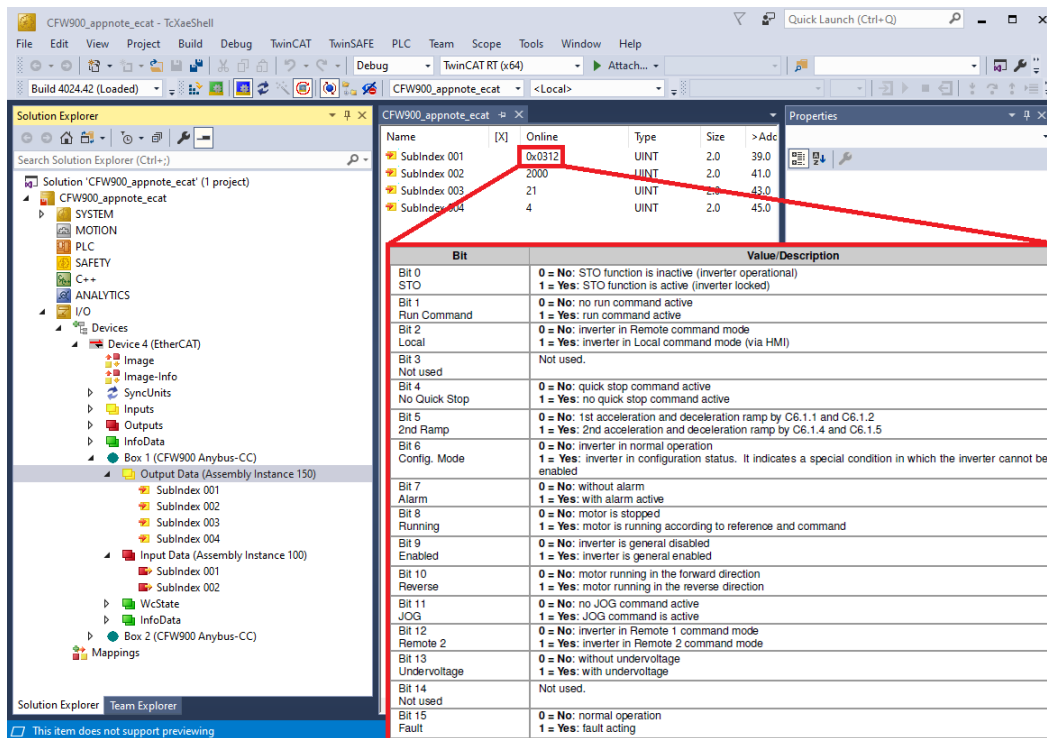 CFW900_appnote_ecat - TcXaeShell
Quick Launch (Ctrl+Q)
File Edit View Project Build Debug TwinCAT TwinSAFE PLC Team Scope Tools Window Help
Debug TwinCAT RT (x64) Attach...
Build 4024.42 (Loaded) CFW900_appnote_ecat <Local>
Solution Explorer
Search Solution Explorer (Ctrl+;)
Solution 'CFW900_appnote_ecat' (1 project)
CFW900_appnote_ecat
SYSTEM
MOTION
PLC
SAFETY
C++
ANALYTICS
I/O
Devices
Device 4 (EtherCAT)
Image
Image-Info
SyncUnits
Inputs
Outputs
InfoData
Box 1 (CFW900 Anybus-CC)
Output Data (Assembly Instance 150)
SubIndex 001
SubIndex 002
SubIndex 003
SubIndex 004
Input Data (Assembly Instance 100)
SubIndex 001
SubIndex 002
WcState
InfoData
Box 2 (CFW900 Anybus-CC)
Mappings
Solution Explorer Team Explorer
This item does not support previewing
CFW900_appnote_ecat
Name [X] Online Type Size >Adc
SubIndex 001 0x0312 UINT 2.0 39.0
SubIndex 002 2000 UINT 2.0 41.0
SubIndex 003 21 UINT 2.0 43.0
SubIndex 004 4 UINT 2.0 45.0
Properties
Bit Value/Description
Bit 0 0 = No: STO function is inactive (inverter operational)
STO 1 = Yes: STO function is active (inverter locked)
Bit 1 0 = No: no run command active
Run Command 1 = Yes: run command active
Bit 2 0 = No: inverter in Remote command mode
Local 1 = Yes: inverter in Local command mode (via HMI)
Bit 3 Not used.
Not used
Bit 4 0 = No: quick stop command active
No Quick Stop 1 = Yes: no quick stop command active
Bit 5 0 = No: 1st acceleration and deceleration ramp by C6.1.1 and C6.1.2
2nd Ramp 1 = Yes: 2nd acceleration and deceleration ramp by C6.1.4 and C6.1.5
Bit 6 0 = No: inverter in normal operation
Config. Mode 1 = Yes: inverter in configuration status. It indicates a special condition in which the inverter cannot be
enabled
Bit 7 0 = No: without alarm
Alarm 1 = Yes: with alarm active
Bit 8 0 = No: motor is stopped
Running 1 = Yes: motor is running according to reference and command
Bit 9 0 = No: inverter is general disabled
Enabled 1 = Yes: inverter is general enabled
Bit 10 0 = No: motor running in the forward direction
Reverse 1 = Yes: motor running in the reverse direction
Bit 11 0 = No: no JOG command active
JOG 1 = Yes: JOG command is active
Bit 12 0 = No: inverter in Remote 1 command mode
Remote 2 1 = Yes: inverter in Remote 2 command mode
Bit 13 0 = No: without undervoltage
Undervoltage 1 = Yes: with undervoltage
Bit 14 Not used.
Not used
Bit 15 0 = No: normal operation
Fault 1 = Yes: fault acting